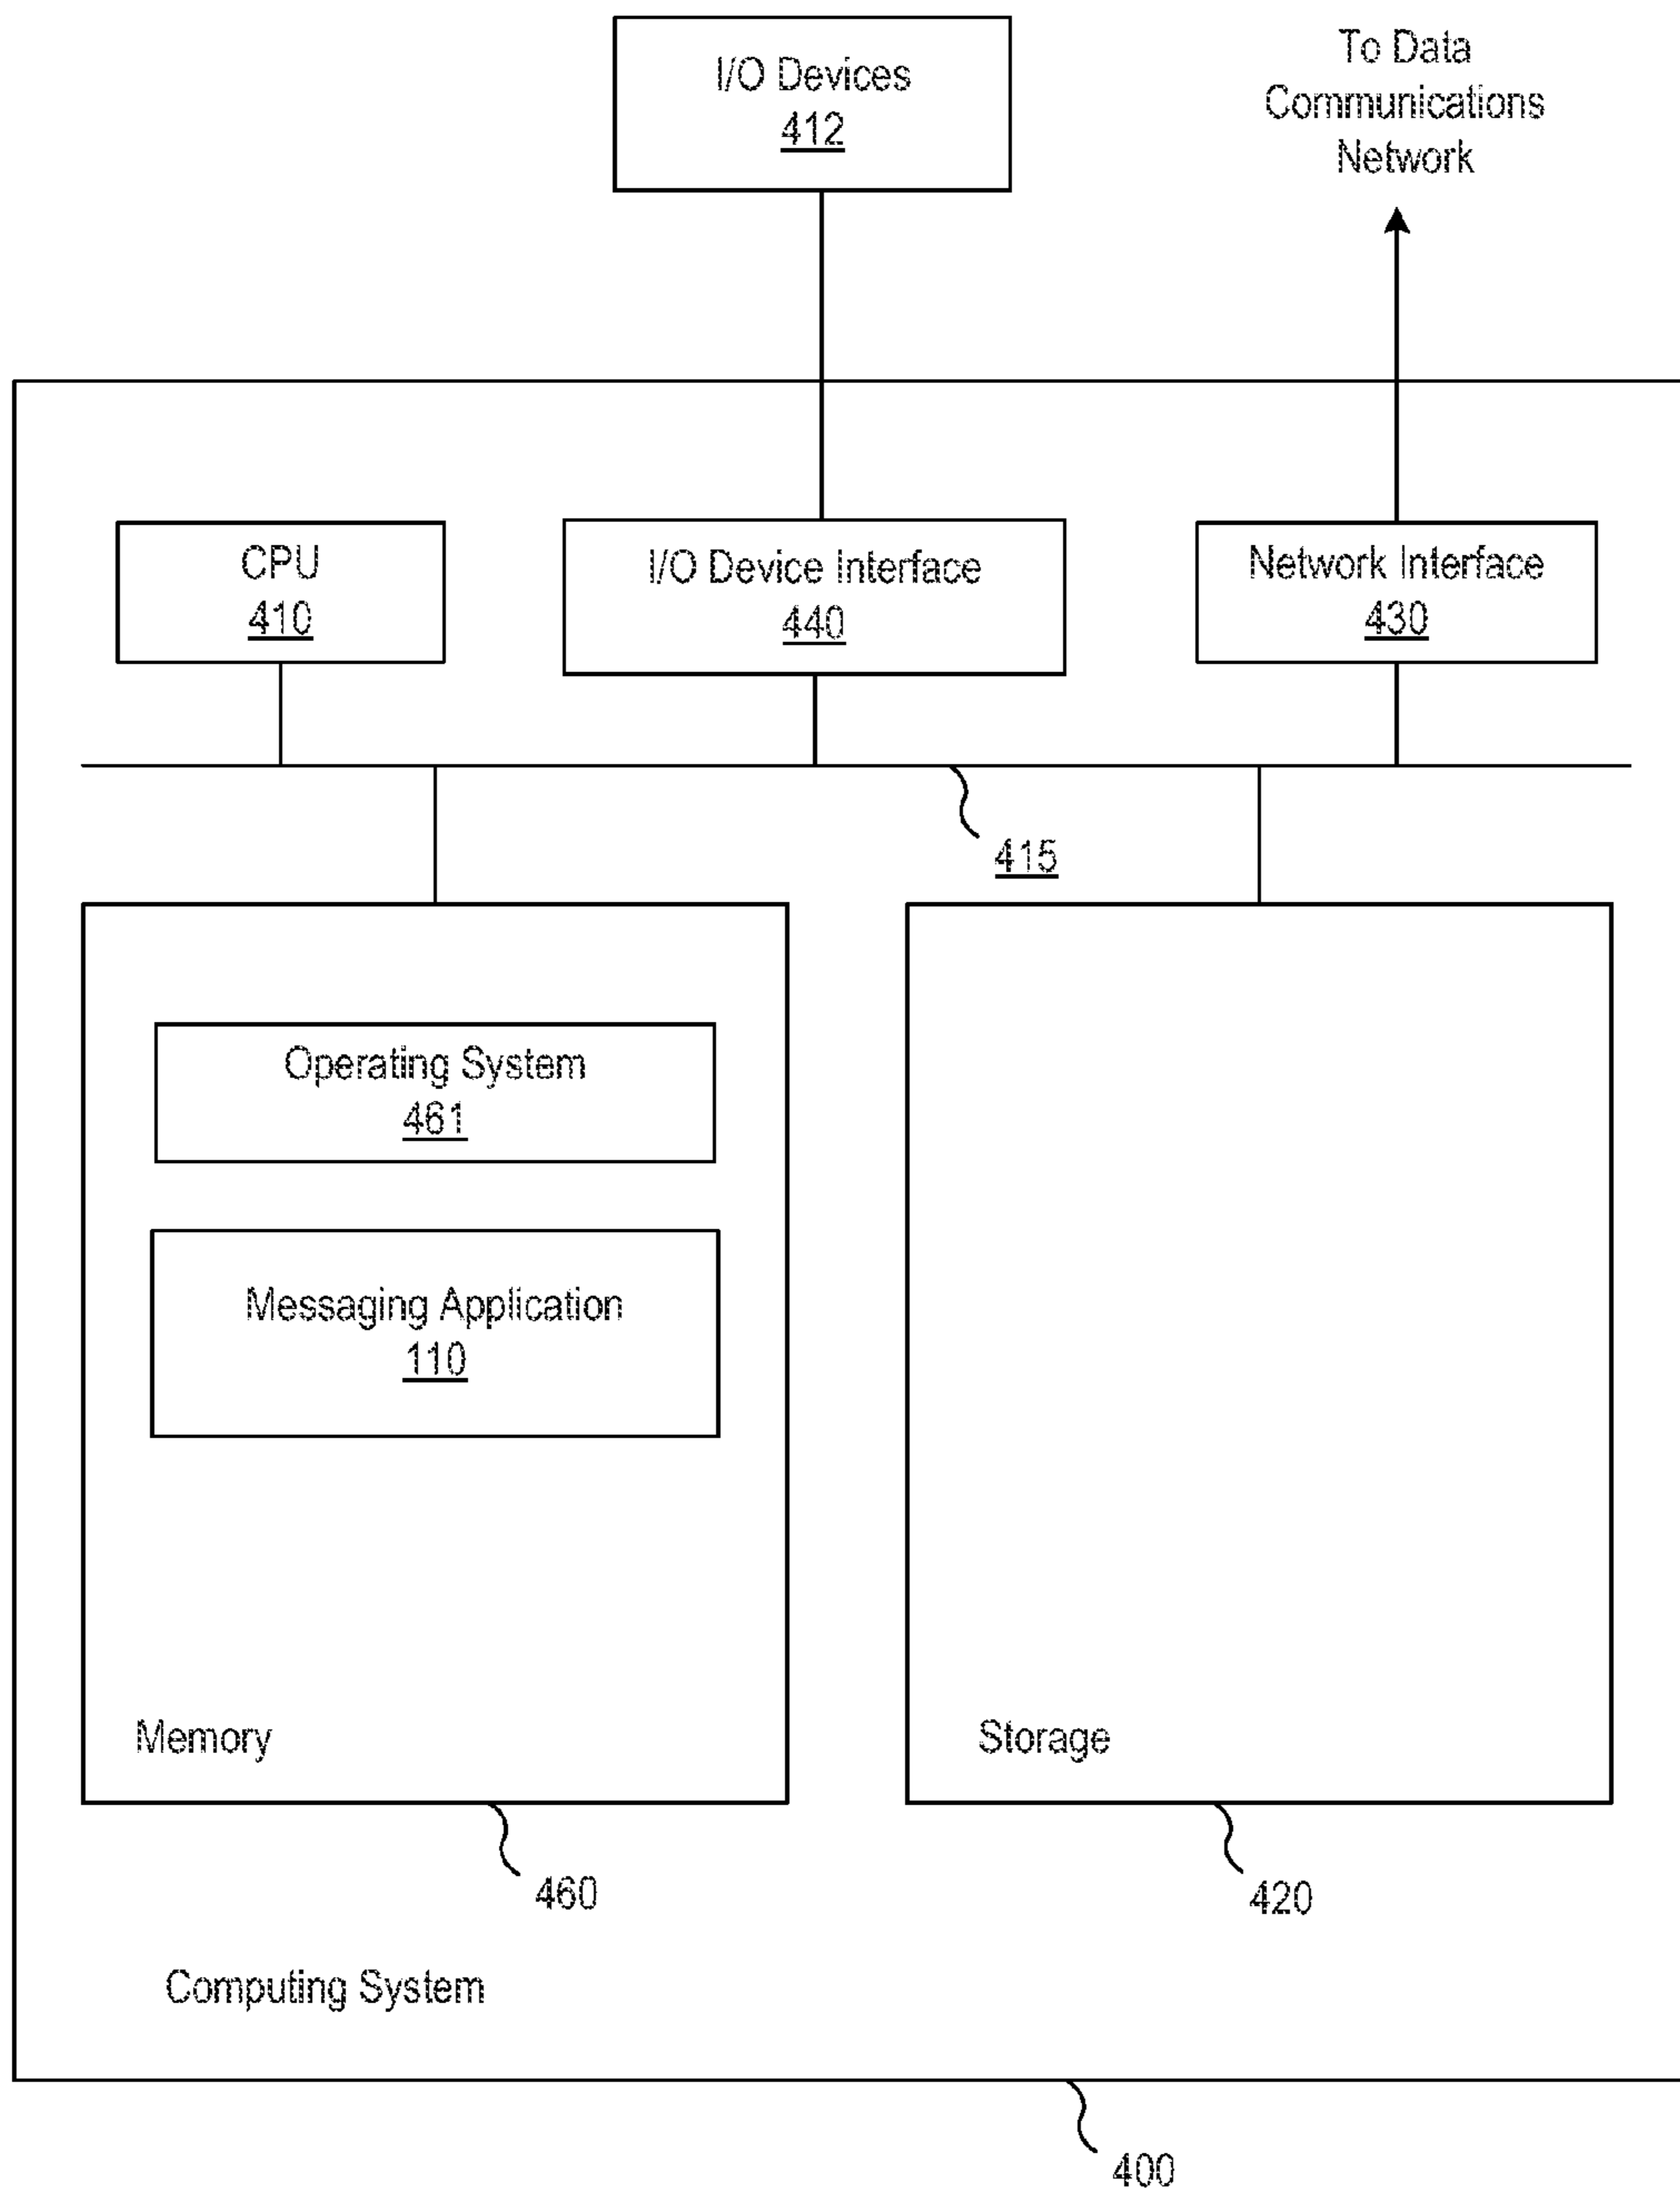 I/O Devices
412
To Data
Communications
Network
CPU
410
I/O Device Interface
440
Network Interface
430
415
Operating System
461
Messaging Application
110
Memory
Storage
460
420
Computing System
400